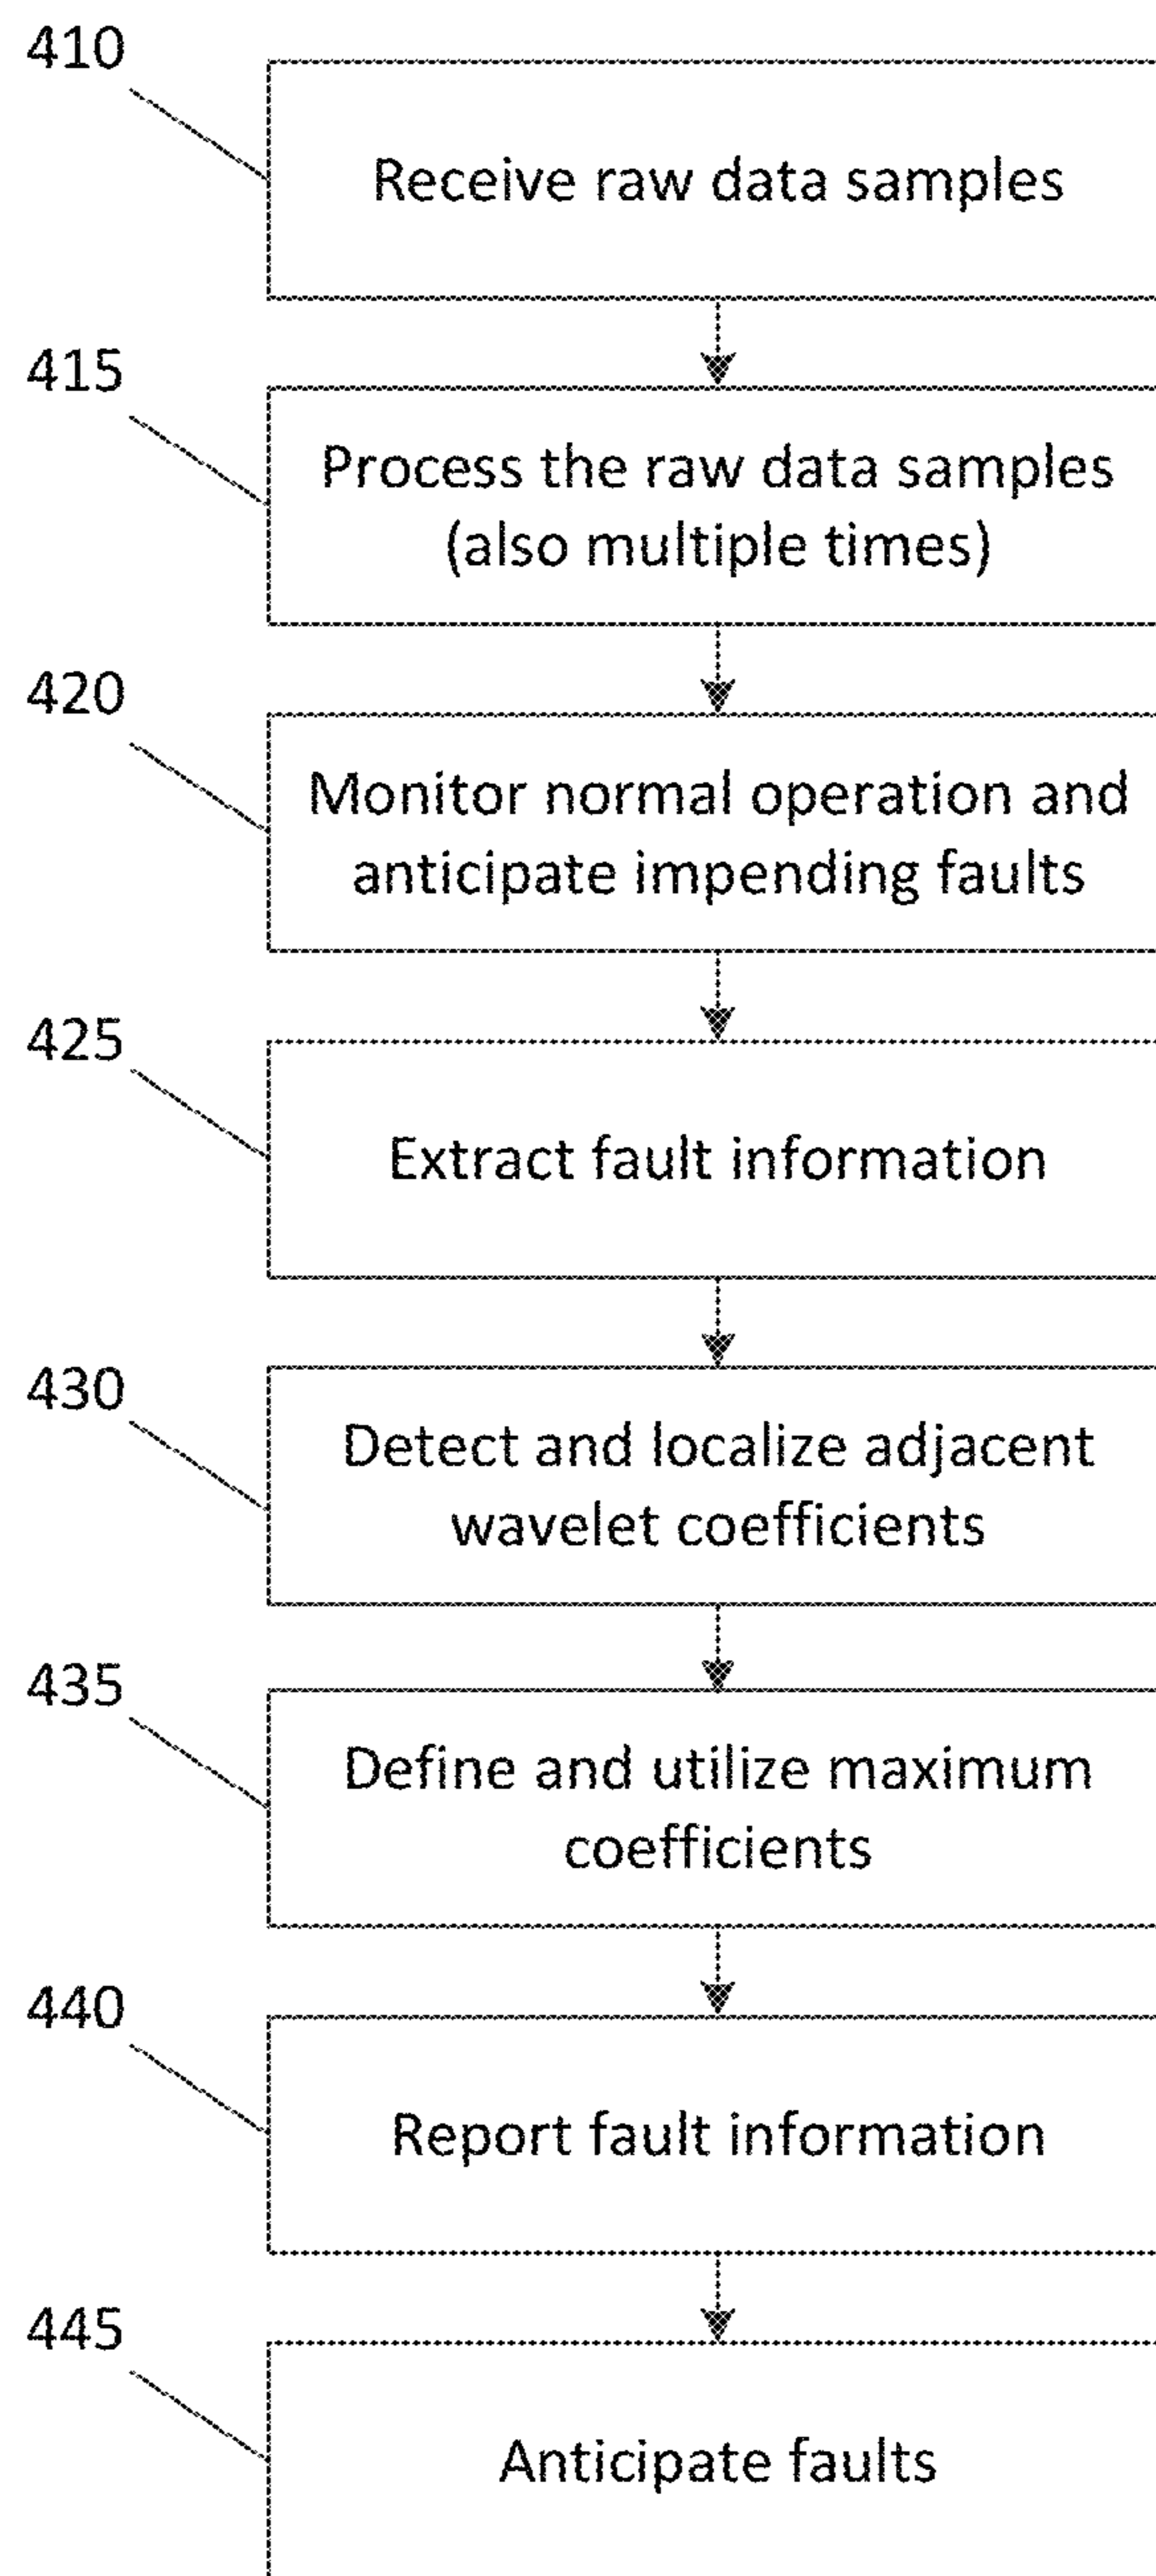 410
Receive raw data samples
415
Process the raw data samples
(also multiple times)
420
Monitor normal operation and
anticipate impending faults
425
Extract fault information
430
Detect and localize adjacent
wavelet coefficients
435
Define and utilize maximum
coefficients
440
Report fault information
445
Anticipate faults